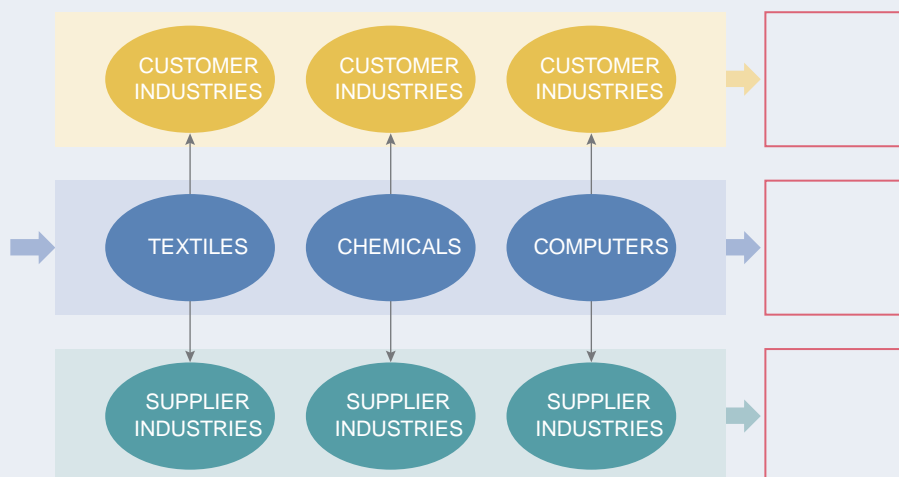 CUSTOMER
INDUSTRIES
CUSTOMER
INDUSTRIES
CUSTOMER
INDUSTRIES
TEXTILES
CHEMICALS
COMPUTERS
SUPPLIER
INDUSTRIES
SUPPLIER
INDUSTRIES
SUPPLIER
INDUSTRIES